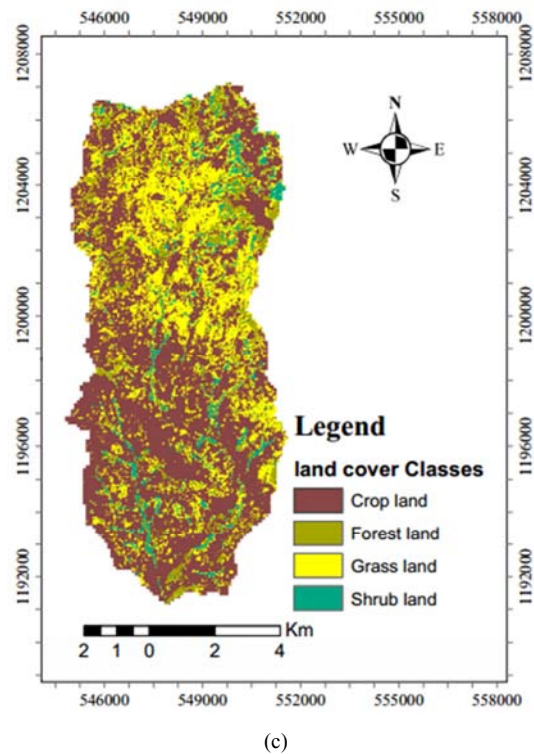 546000 549000 552000 555000 558000
1208000
1204000
1200000
1196000
1192000
1208000
1204000
1200000
1196000
1192000
N
W E
S
Legend
land cover Classes
Crop land
Forest land
Grass land
Shrub land
Km
2 1 0 2 4
546000 549000 552000 555000 558000
(c)